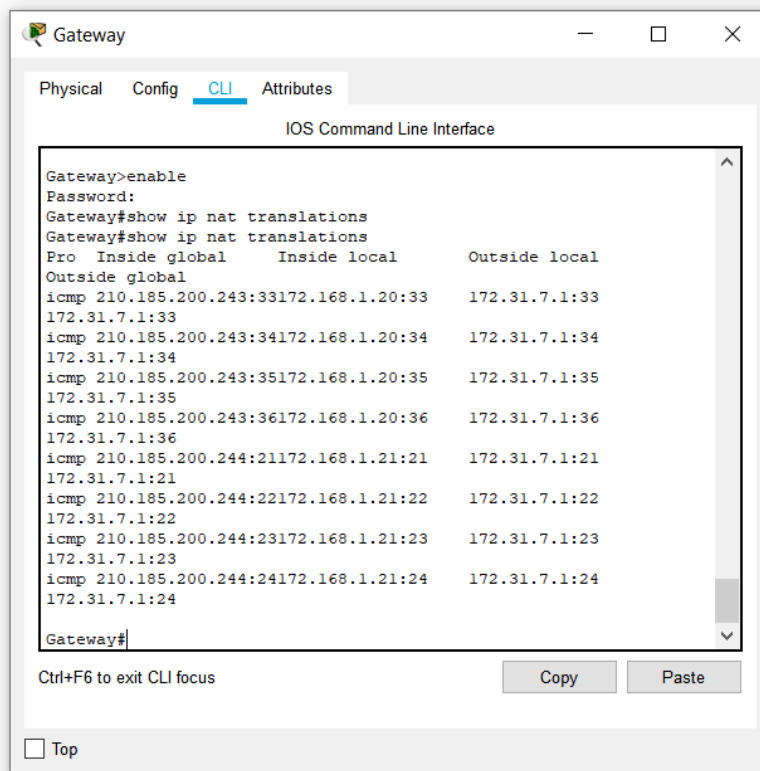 Gateway
Physical Config CLI Attributes
IOS Command Line Interface
Gateway>enable
Password:
Gateway#show ip nat translations
Gateway#show ip nat translations
Pro  Inside global     Inside local       Outside local
Outside global
icmp 210.185.200.243:33172.168.1.20:33    172.31.7.1:33
172.31.7.1:33
icmp 210.185.200.243:34172.168.1.20:34    172.31.7.1:34
172.31.7.1:34
icmp 210.185.200.243:35172.168.1.20:35    172.31.7.1:35
172.31.7.1:35
icmp 210.185.200.243:36172.168.1.20:36    172.31.7.1:36
172.31.7.1:36
icmp 210.185.200.244:21172.168.1.21:21    172.31.7.1:21
172.31.7.1:21
icmp 210.185.200.244:22172.168.1.21:22    172.31.7.1:22
172.31.7.1:22
icmp 210.185.200.244:23172.168.1.21:23    172.31.7.1:23
172.31.7.1:23
icmp 210.185.200.244:24172.168.1.21:24    172.31.7.1:24
172.31.7.1:24
Gateway#
Ctrl+F6 to exit CLI focus Copy Paste
Top